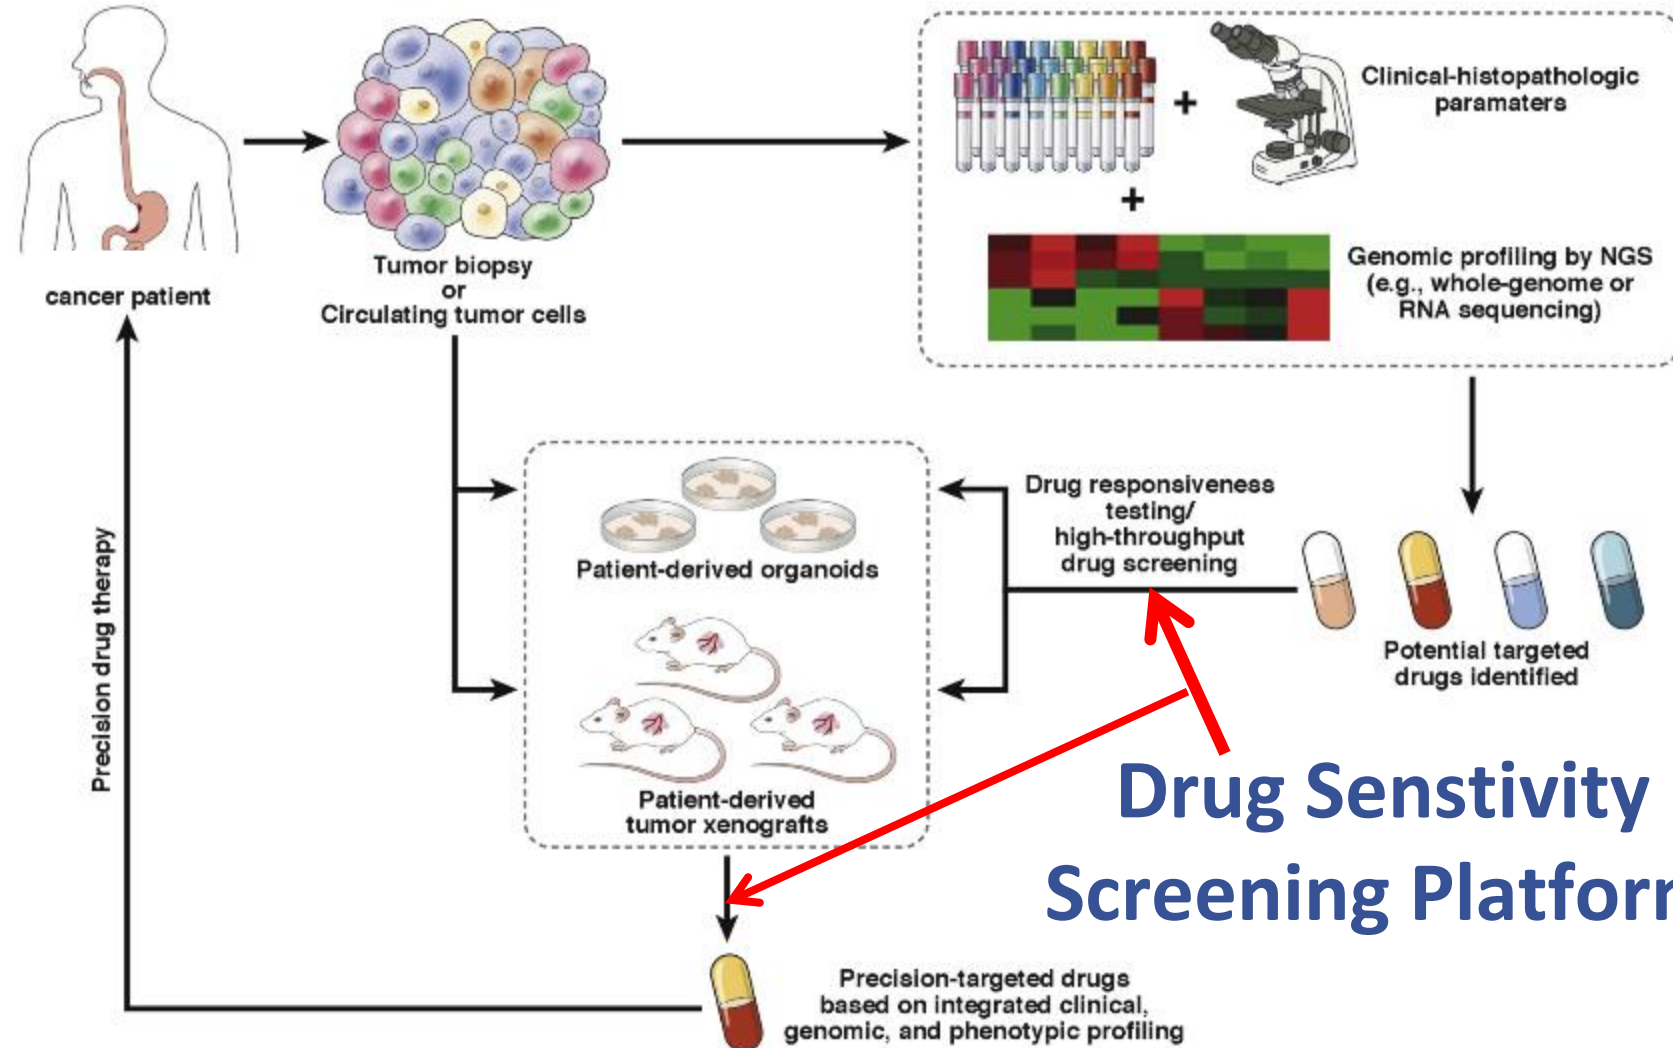 cancer patient
Tumor biopsy
or
Circulating tumor cells
+
+
Clinical-histopathologic
paramaters
Genomic profiling by NGS
(e.g., whole-genome or
RNA sequencing)
Drug responsiveness
testing/
high-throughput
drug screening
Patient-derived organoids
Potential targeted
drugs identified
Patient-derived
tumor xenografts
Precision drug therapy
Drug Senstivity
Screening Platfor
Precision-targeted drugs
based on integrated clinical,
genomic, and phenotypic profiling